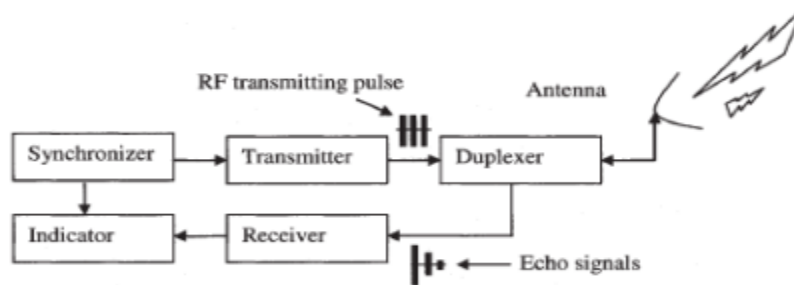 RF transmitting pulse
Antenna
Synchronizer
Transmitter
Duplexer
Indicator
Receiver
Echo signals